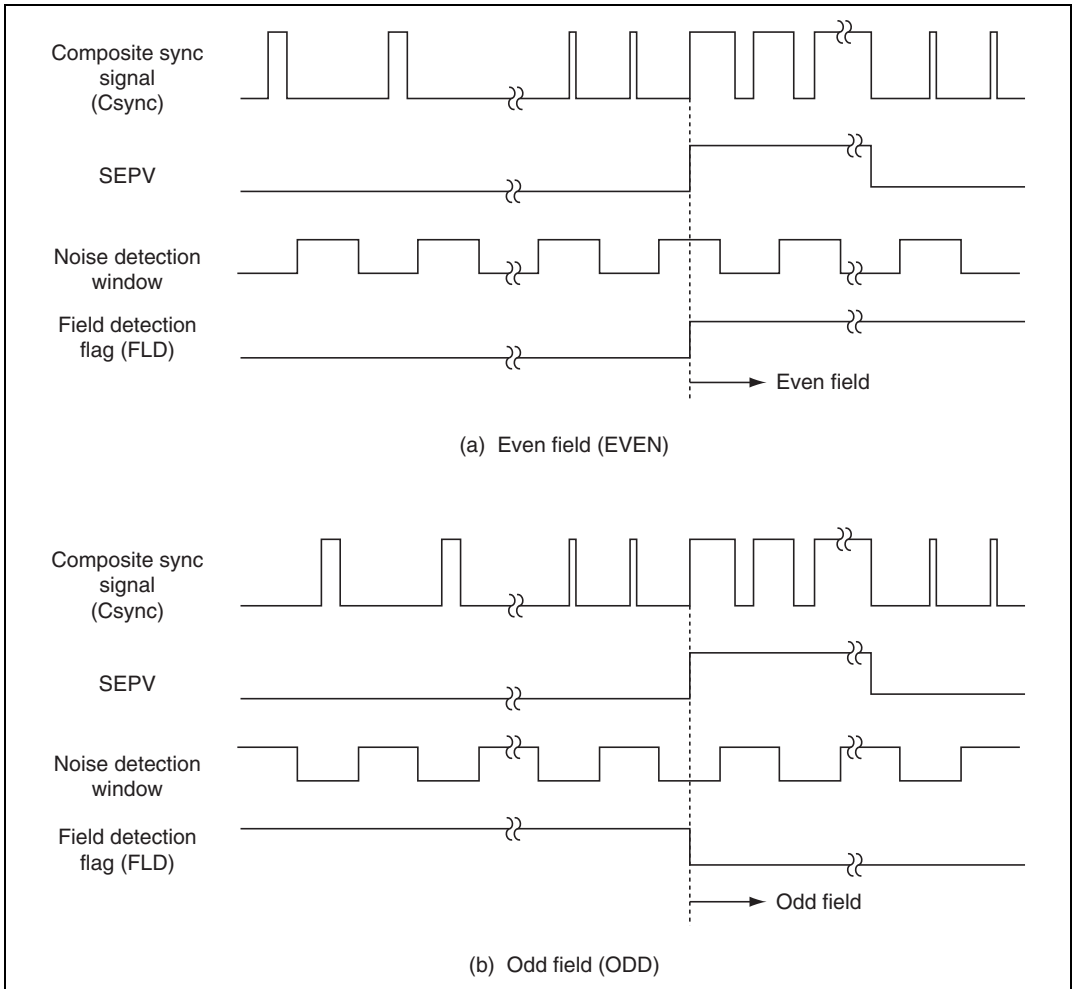 Composite sync
signal
(Csync)
SEPV
Noise detection
window
Field detection
flag (FLD)
Even field
(a) Even field (EVEN)
Composite sync
signal
(Csync)
SEPV
Noise detection
window
Field detection
flag (FLD)
Odd field
(b) Odd field (ODD)